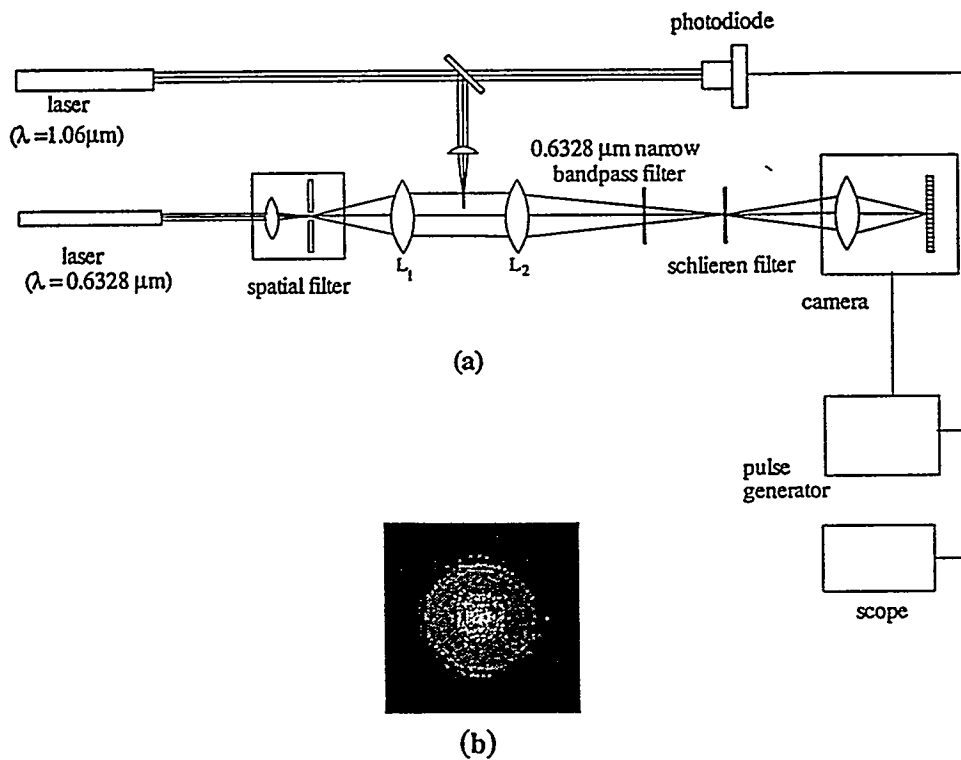 photodiode
laser
(λ =1.06μm)
0.6328 μm narrow
bandpass filter
laser
(λ = 0.6328 μm)
spatial filter
L₁
L₂
schlieren filter
camera
(a)
pulse
generator
scope
(b)